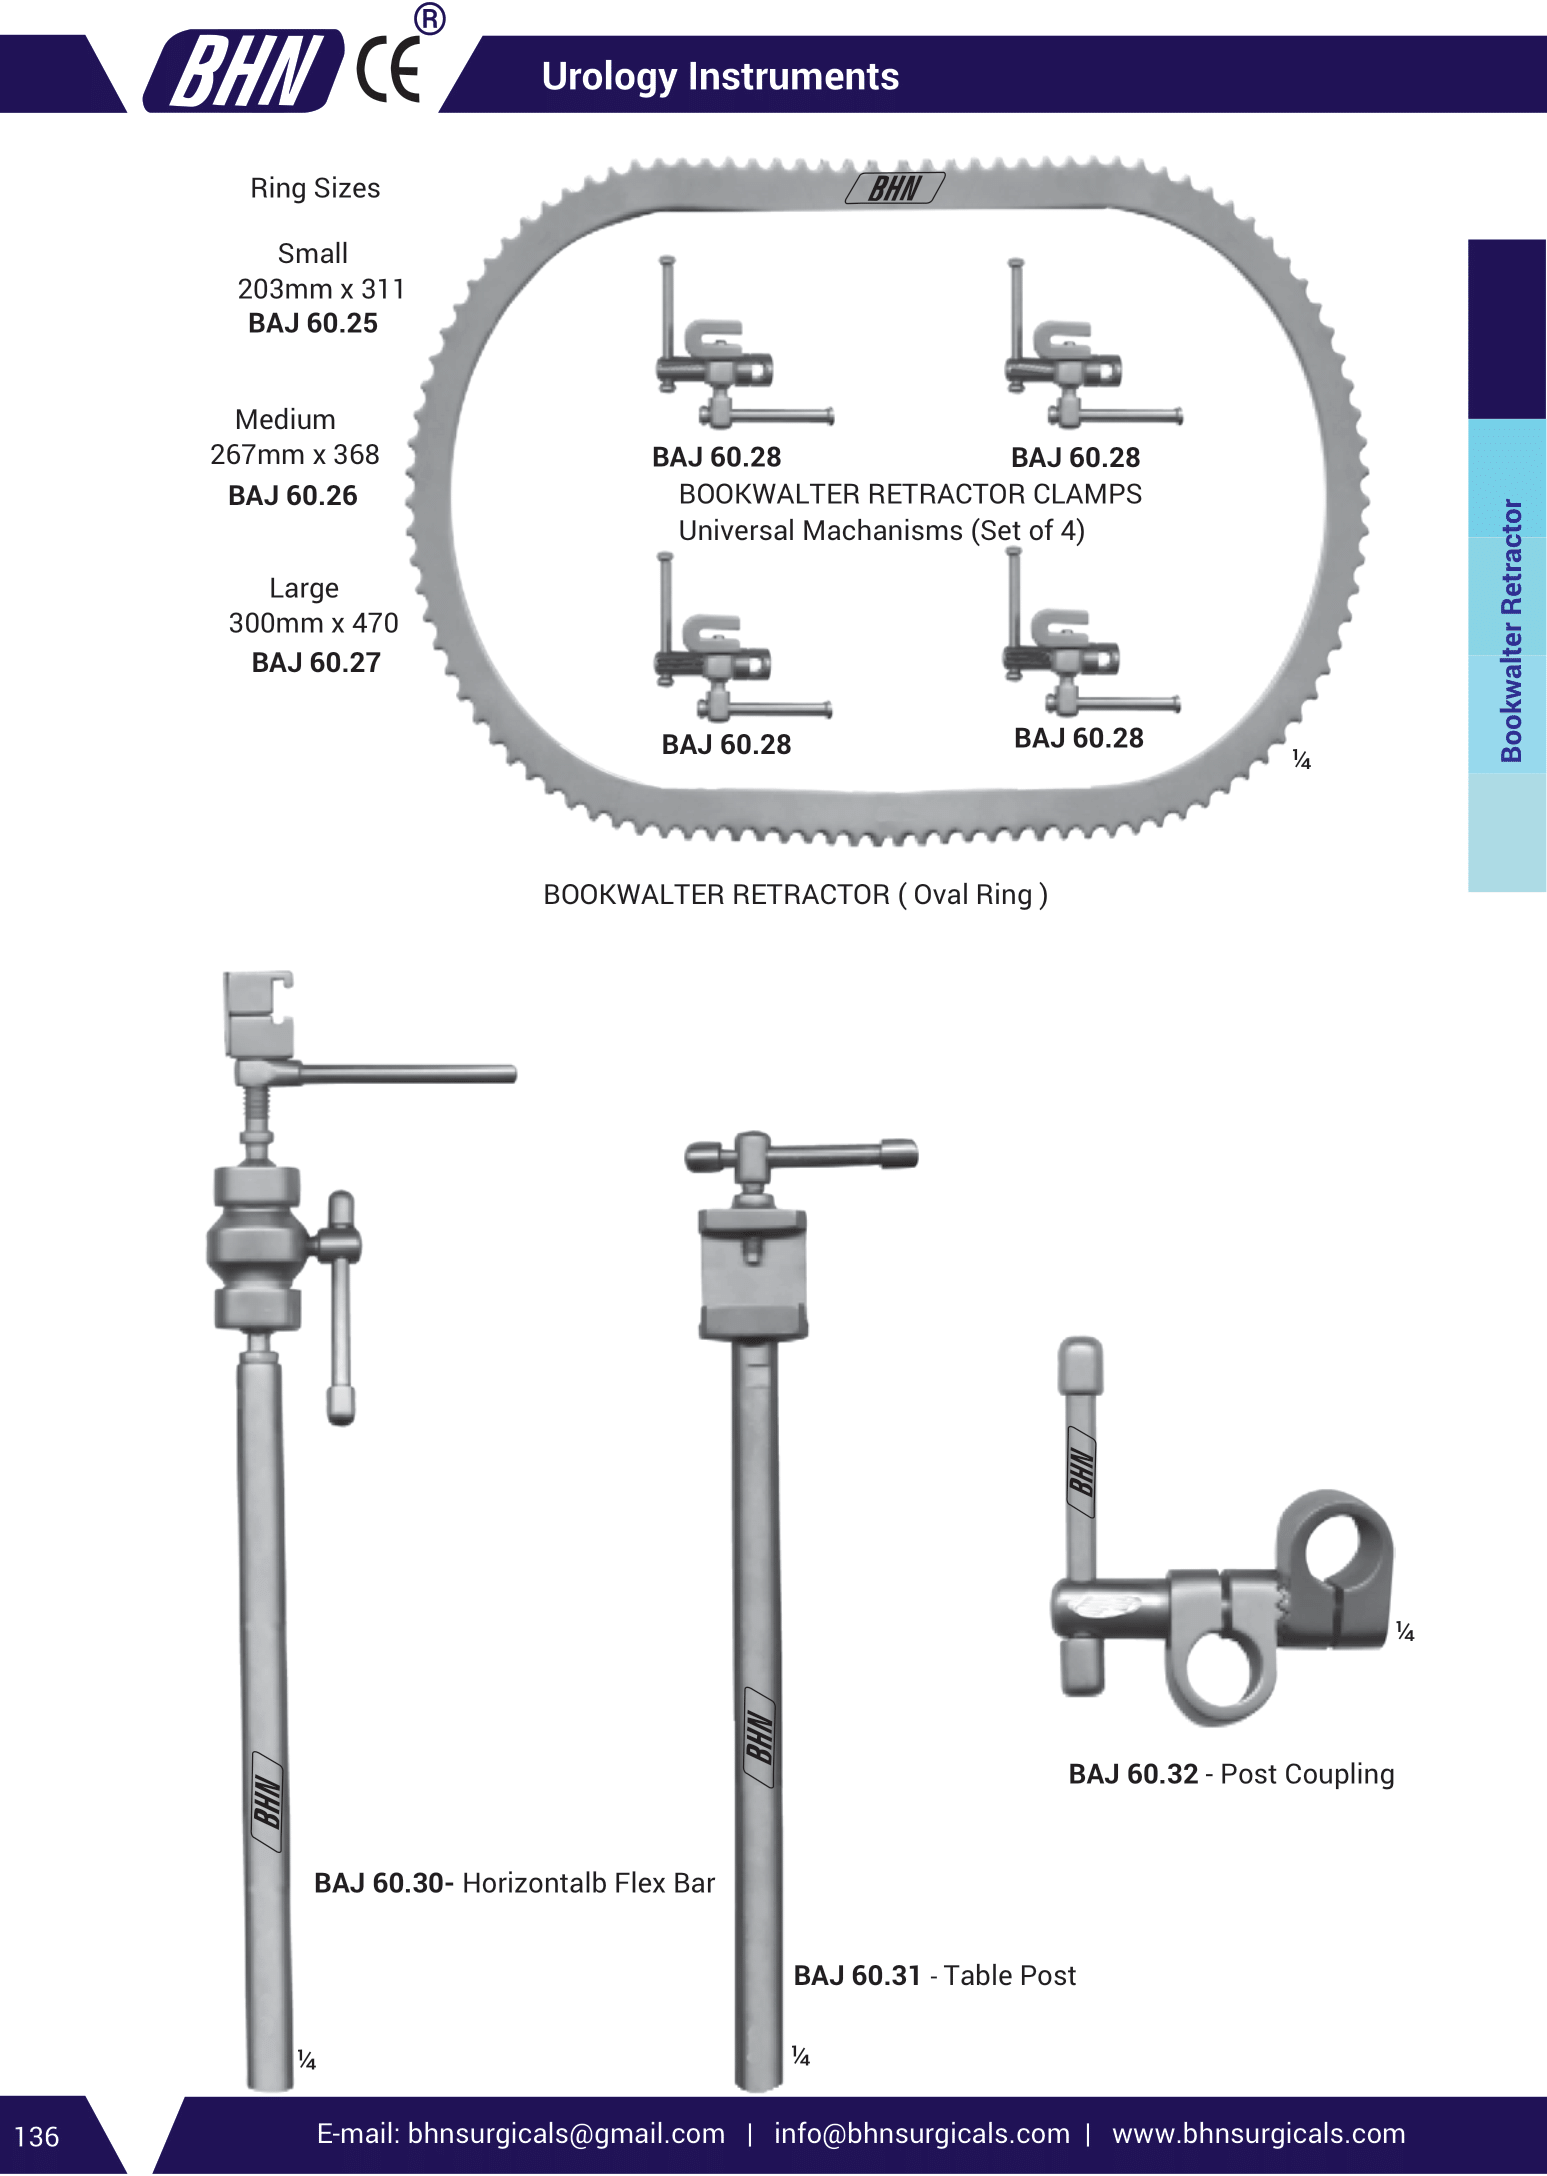 BHN CE ®
Urology Instruments
BHN
Ring Sizes
Small
203mm x 311
BAJ 60.25
Medium
267mm x 368
BAJ 60.26
Large
300mm x 470
BAJ 60.27
BAJ 60.28
BAJ 60.28
BOOKWALTER RETRACTOR CLAMPS
Universal Machanisms (Set of 4)
BAJ 60.28
BAJ 60.28
¼
BOOKWALTER RETRACTOR ( Oval Ring )
Bookwalter Retractor
BHN
¼
BAJ 60.32 - Post Coupling
BHN
BHN
BAJ 60.30- Horizontalb Flex Bar
BAJ 60.31 - Table Post
¼
¼
136
E-mail: bhnsurgicals@gmail.com | info@bhnsurgicals.com | www.bhnsurgicals.com